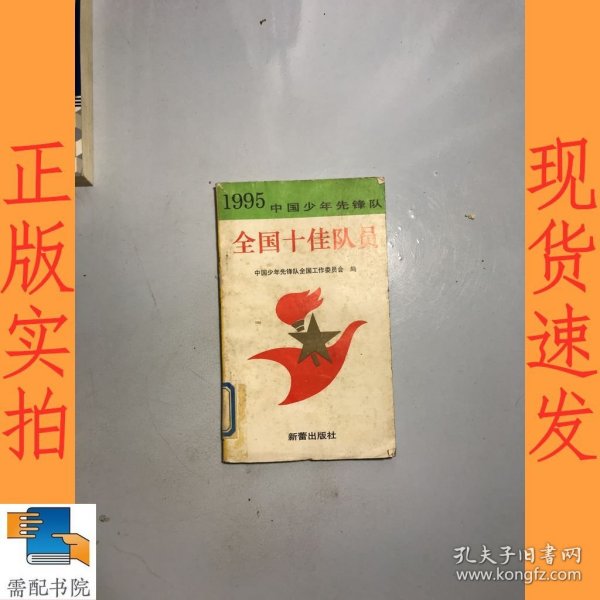 正版实拍
1995 中国少年先锋队
全国十佳队员
中国少年先锋队全国工作委员会 编
新蕾出版社
现货速发
需配书院
孔夫子旧书网
www.kongfz.com